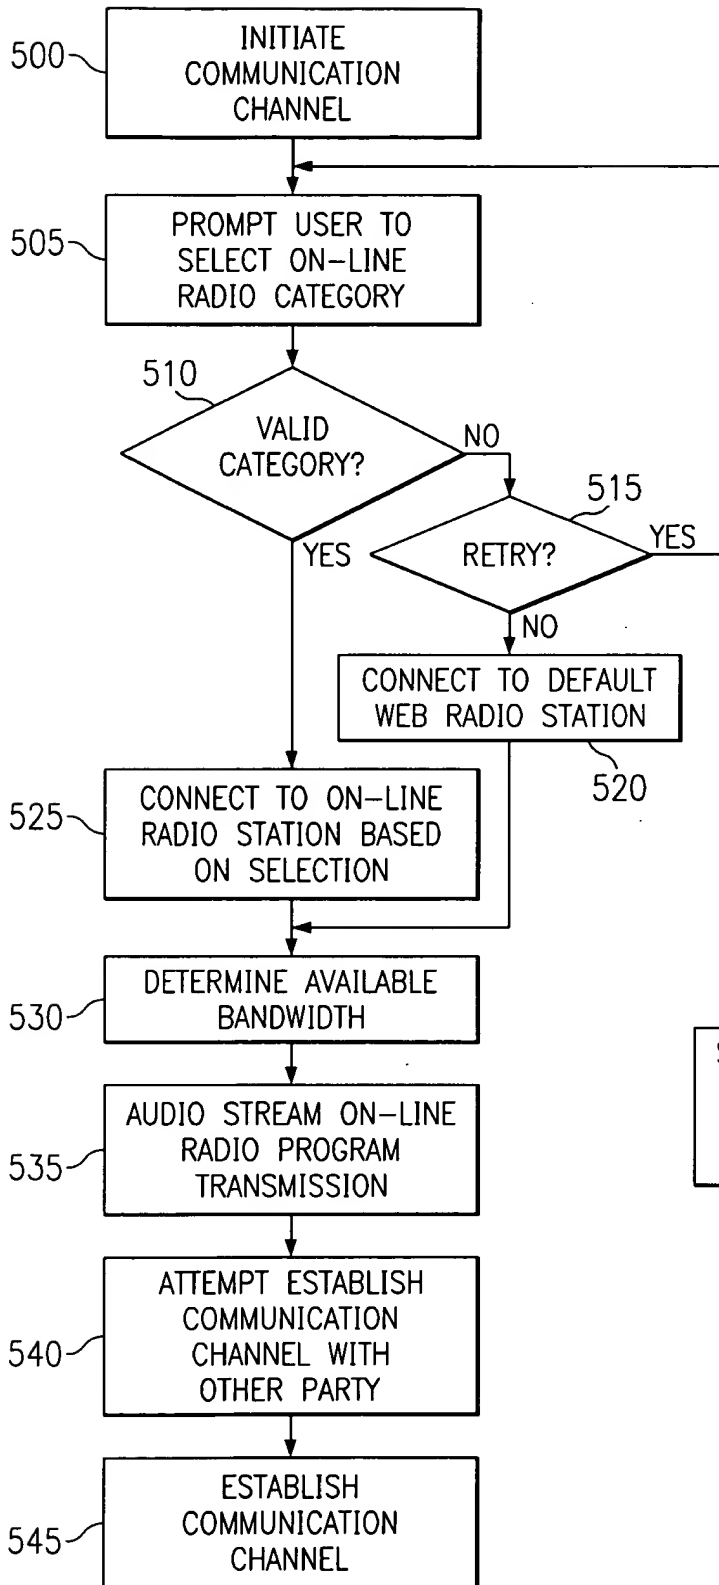 500
INITIATE
COMMUNICATION
CHANNEL
505
PROMPT USER TO
SELECT ON-LINE
RADIO CATEGORY
510
VALID
CATEGORY?
NO
515
RETRY?
YES
YES
NO
CONNECT TO DEFAULT
WEB RADIO STATION
520
525
CONNECT TO ON-LINE
RADIO STATION BASED
ON SELECTION
530
DETERMINE AVAILABLE
BANDWIDTH
535
AUDIO STREAM ON-LINE
RADIO PROGRAM
TRANSMISSION
540
ATTEMPT ESTABLISH
COMMUNICATION
CHANNEL WITH
OTHER PARTY
545
ESTABLISH
COMMUNICATION
CHANNEL